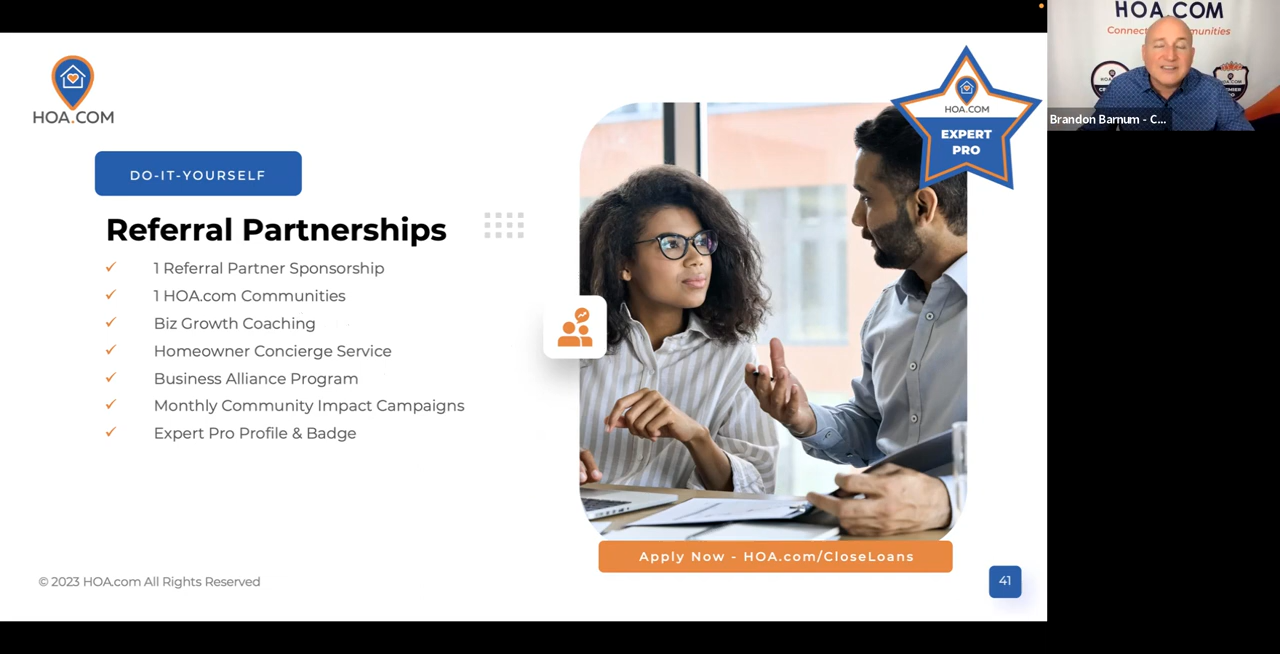 HOA.COM
DO-IT-YOURSELF
Referral Partnerships
✓ 1 Referral Partner Sponsorship
✓ 1 HOA.com Communities
✓ Biz Growth Coaching
✓ Homeowner Concierge Service
✓ Business Alliance Program
✓ Monthly Community Impact Campaigns
✓ Expert Pro Profile & Badge
HOA.COM
EXPERT
PRO
Apply Now - HOA.com/CloseLoans
© 2023 HOA.com All Rights Reserved
41
HOA.COM
Brandon Barnum - C...